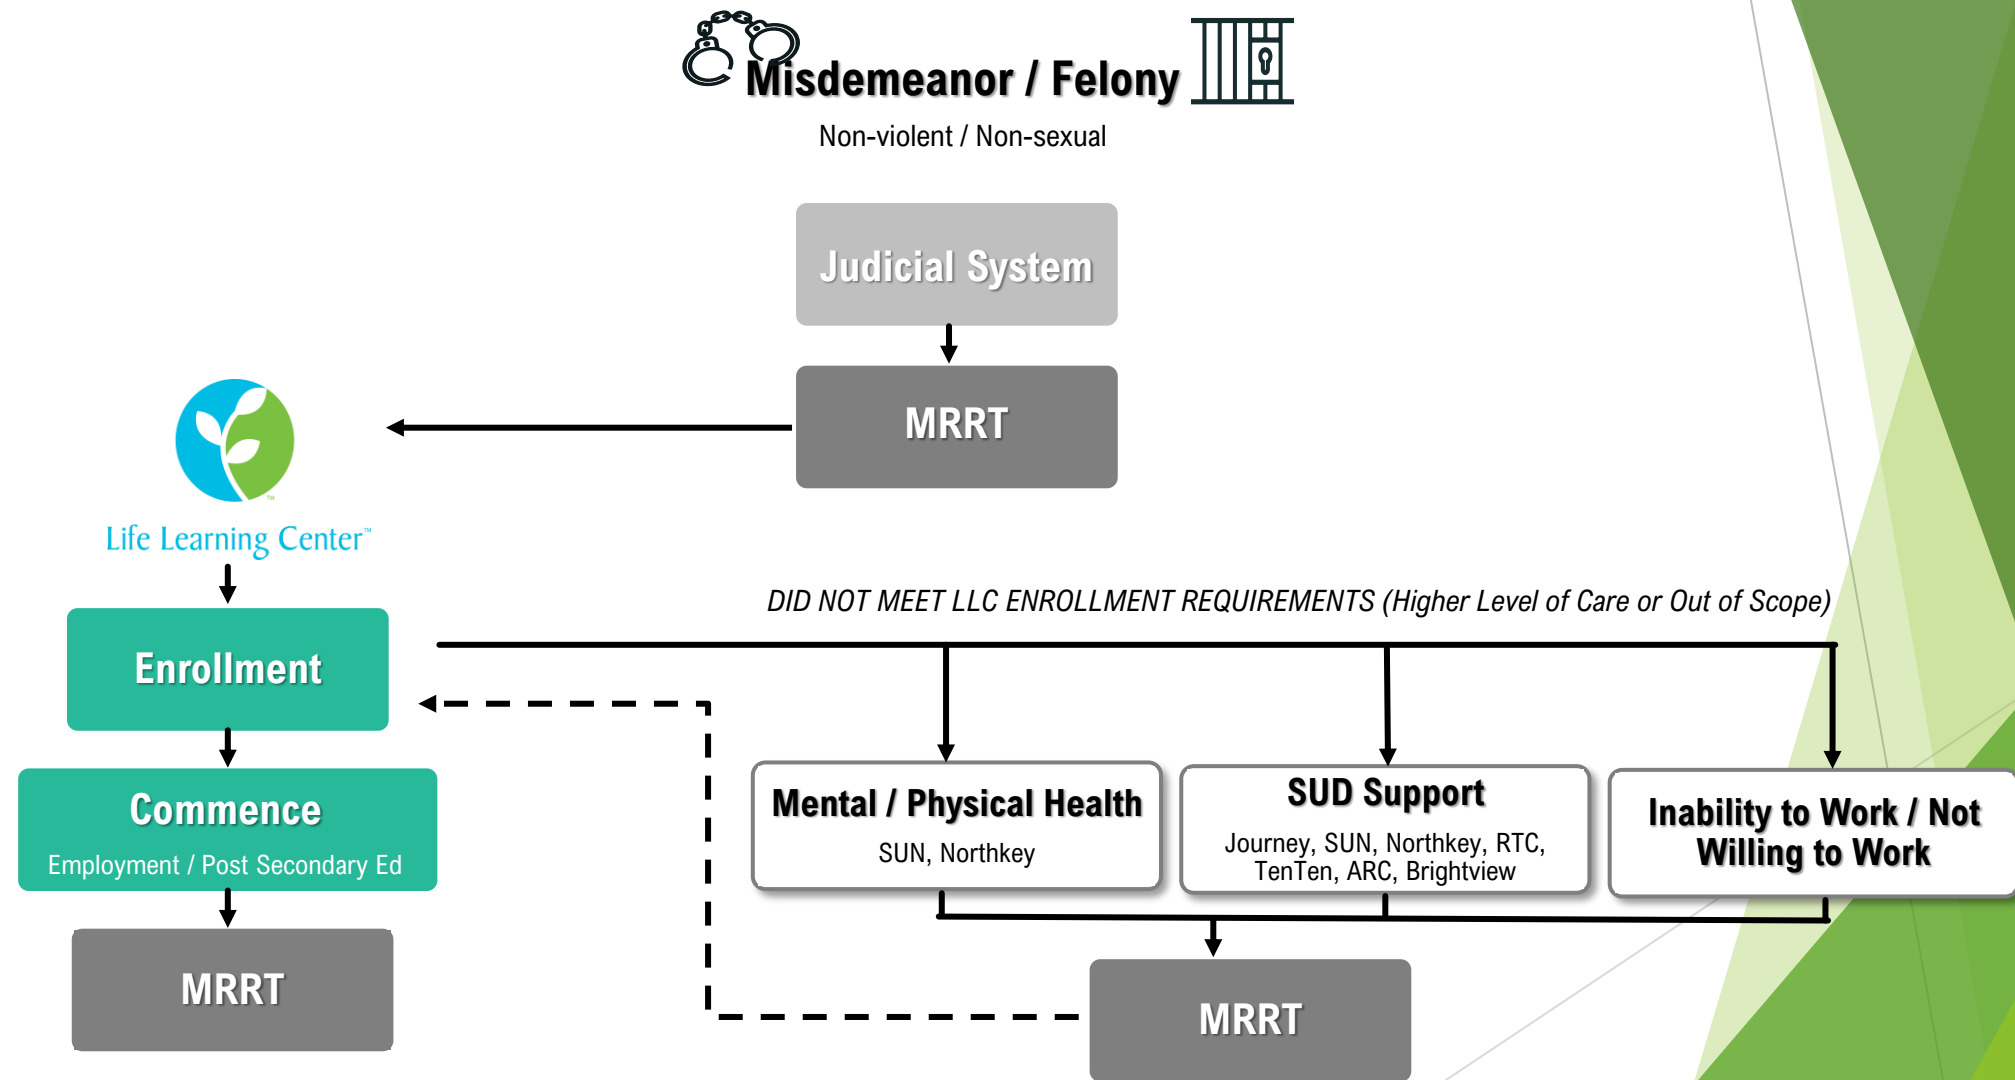 Misdemeanor / Felony
Non-violent / Non-sexual
Judicial System
MRRT
TM
Life Learning Center™
DID NOT MEET LLC ENROLLMENT REQUIREMENTS (Higher Level of Care or Out of Scope)
Enrollment
Commence
Employment / Post Secondary Ed
MRRT
Mental / Physical Health
SUN, Northkey
SUD Support
Journey, SUN, Northkey, RTC,
TenTen, ARC, Brightview
Inability to Work / Not
Willing to Work
MRRT